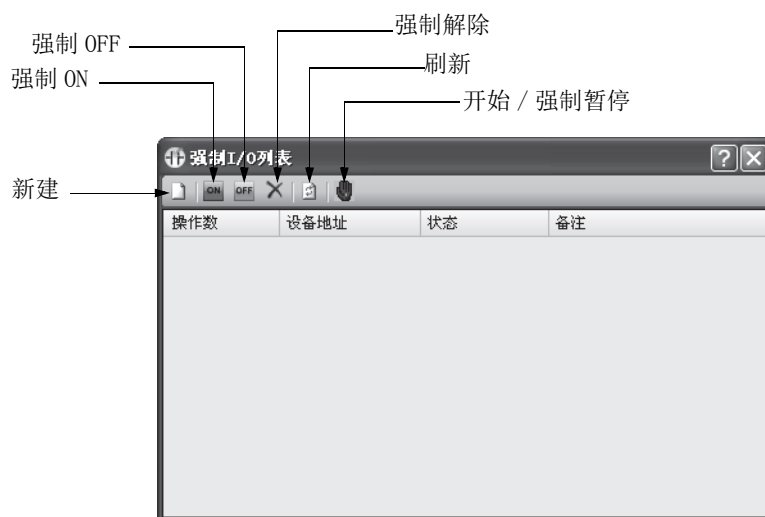 强制 OFF
强制 ON
强制解除
刷新
开始 / 强制暂停
新建
强制I/O列表
ON OFF
操作数 设备地址 状态 备注